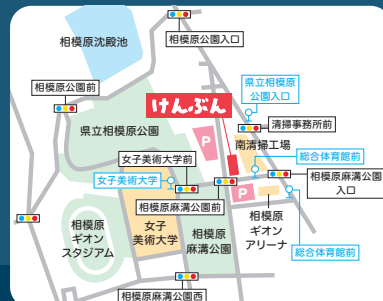 相模原沈殿池
相模原公園入口
相模原公園前
県立相模原
公園入口
けんぶん
清掃事務所前
県立相模原公園
P
南清掃工場
女子美術大学前
総合体育館前
女子美術大学
相模原麻溝公園
入口
P
相模原麻溝公園前
相模原
ギオン
スタジアム
女子
美術大学
相模原
麻溝公園
相模原
ギオン
アリーナ
総合体育館前
相模原麻溝公園西